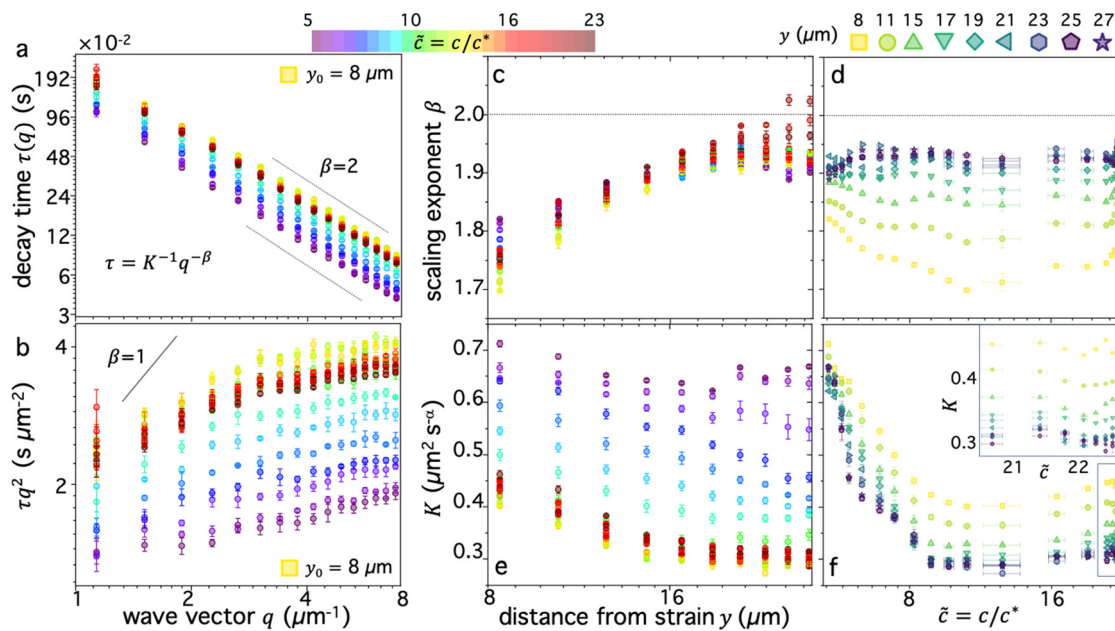 5 10 16 23
c̃ = c/c*
y (µm) 8 11 15 17 19 21 23 25 27
a ×10⁻²
decay time τ(q) (s)
192
96
48
24
12
6
3
y₀ = 8 µm
β=2
τ = K⁻¹q⁻ᵝ
b
τq² (s µm⁻²)
4
2
β=1
y₀ = 8 µm
1 2 4 8
wave vector q (µm⁻¹)
c
scaling exponent β
2.0
1.9
1.8
1.7
d
e
K (µm² s⁻ᵅ)
0.7
0.6
0.5
0.4
0.3
8 16
distance from strain y (µm)
f
K
0.4
0.3
21 22
c̃
8 16
c̃ = c/c*